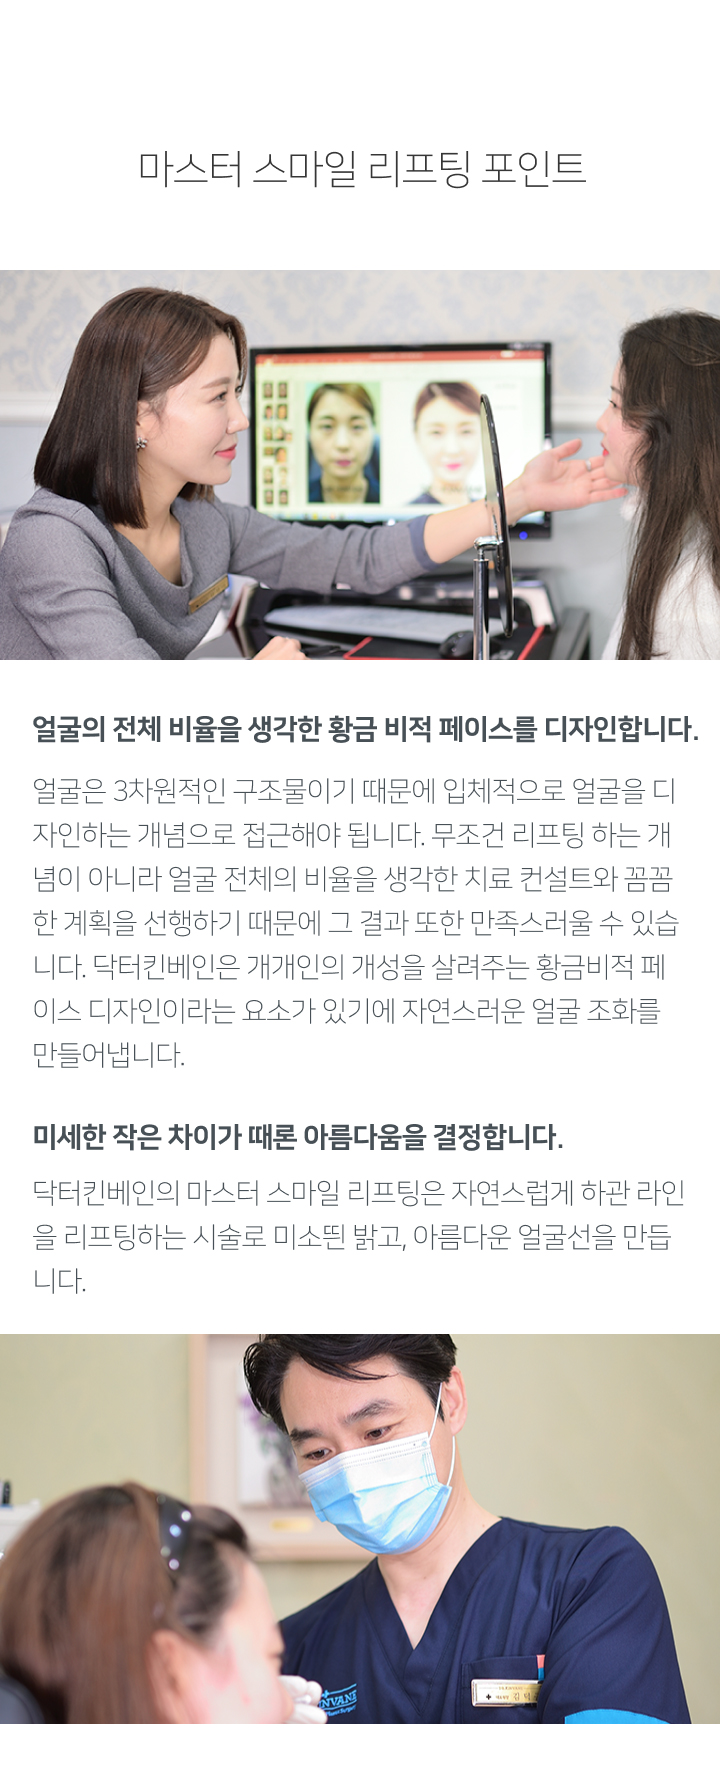 마스터 스마일 리프팅 포인트
얼굴의 전체 비율을 생각한 황금 비적 페이스를 디자인합니다.
얼굴은 3차원적인 구조물이기 때문에 입체적으로 얼굴을 디
자인하는 개념으로 접근해야 됩니다. 무조건 리프팅 하는 개
념이 아니라 얼굴 전체의 비율을 생각한 치료 컨설트와 꼼꼼
한 계획을 선행하기 때문에 그 결과 또한 만족스러울 수 있습
니다. 닥터킨베인은 개개인의 개성을 살려주는 황금비적 페
이스 디자인이라는 요소가 있기에 자연스러운 얼굴 조화를
만들어냅니다.
미세한 작은 차이가 때론 아름다움을 결정합니다.
닥터킨베인의 마스터 스마일 리프팅은 자연스럽게 하관 라인
을 리프팅하는 시술로 미소띈 밝고, 아름다운 얼굴선을 만듭
니다.